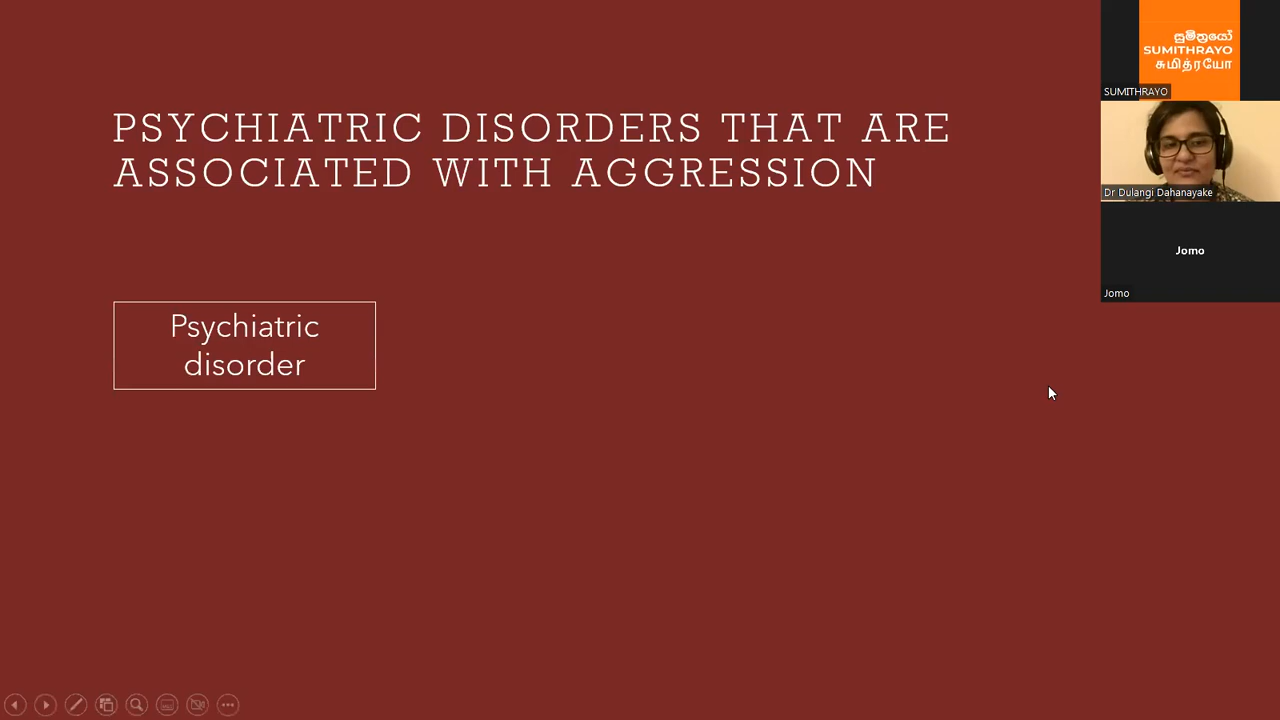 PSYCHIATRIC DISORDERS THAT ARE
ASSOCIATED WITH AGGRESSION
Psychiatric
disorder
සුමිත්‍රයෝ
SUMITHRAYO
சுமித்ரயோ
SUMITHRAYO
Dr Dulangi Dahanayake
Jomo
Jomo